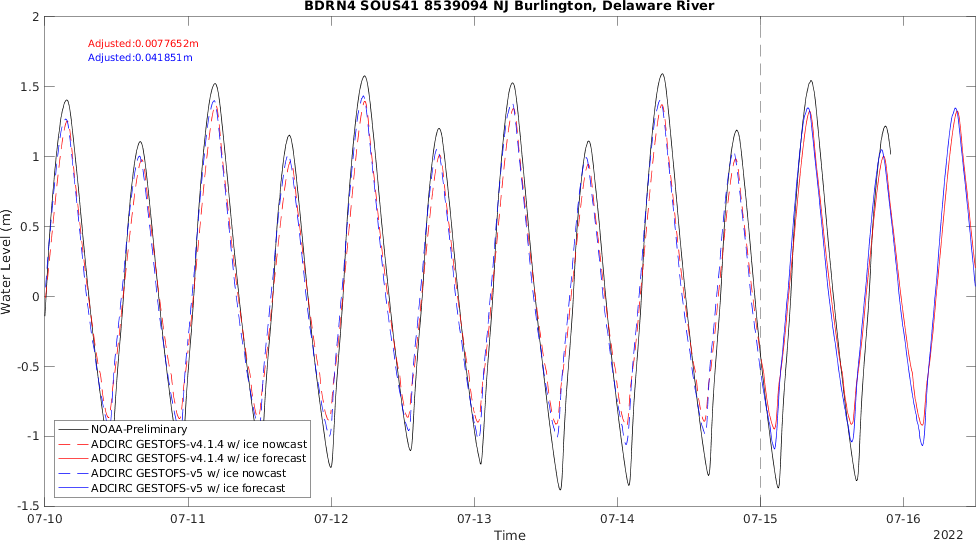 BDRN4 SOUS41 8539094 NJ Burlington, Delaware River
Adjusted:0.0077652m
Adjusted:0.041851m
Water Level (m)
2
1.5
1
0.5
0
-0.5
-1
-1.5
NOAA-Preliminary
ADCIRC GESTOFS-v4.1.4 w/ ice nowcast
ADCIRC GESTOFS-v4.1.4 w/ ice forecast
ADCIRC GESTOFS-v5 w/ ice nowcast
ADCIRC GESTOFS-v5 w/ ice forecast
07-10 07-11 07-12 07-13 07-14 07-15 07-16
Time
2022